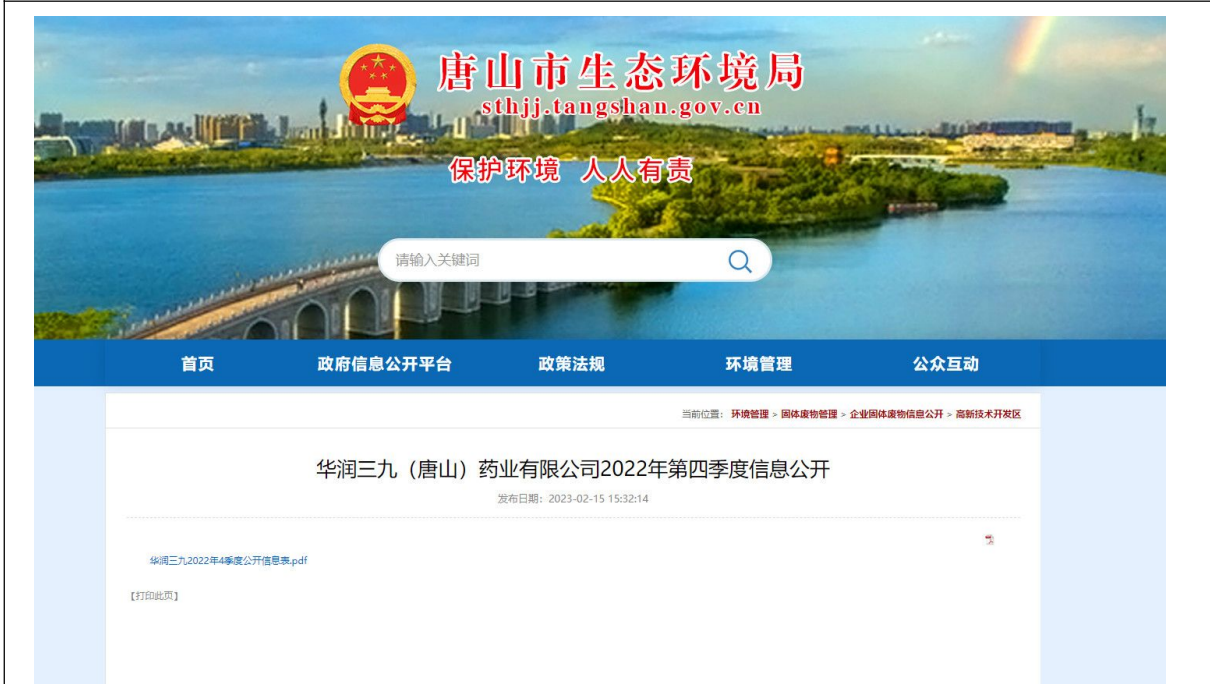 唐山市生态环境局
sthjj.tangshan.gov.cn
保护环境 人人有责
请输入关键词
首页 政府信息公开平台 政策法规 环境管理 公众互动
当前位置： 环境管理 > 固体废物管理 > 企业固体废物信息公开 > 高新技术开发区
华润三九（唐山）药业有限公司2022年第四季度信息公开
发布日期：2023-02-15 15:32:14
华润三九2022年4季度公开信息表.pdf
【打印此页】